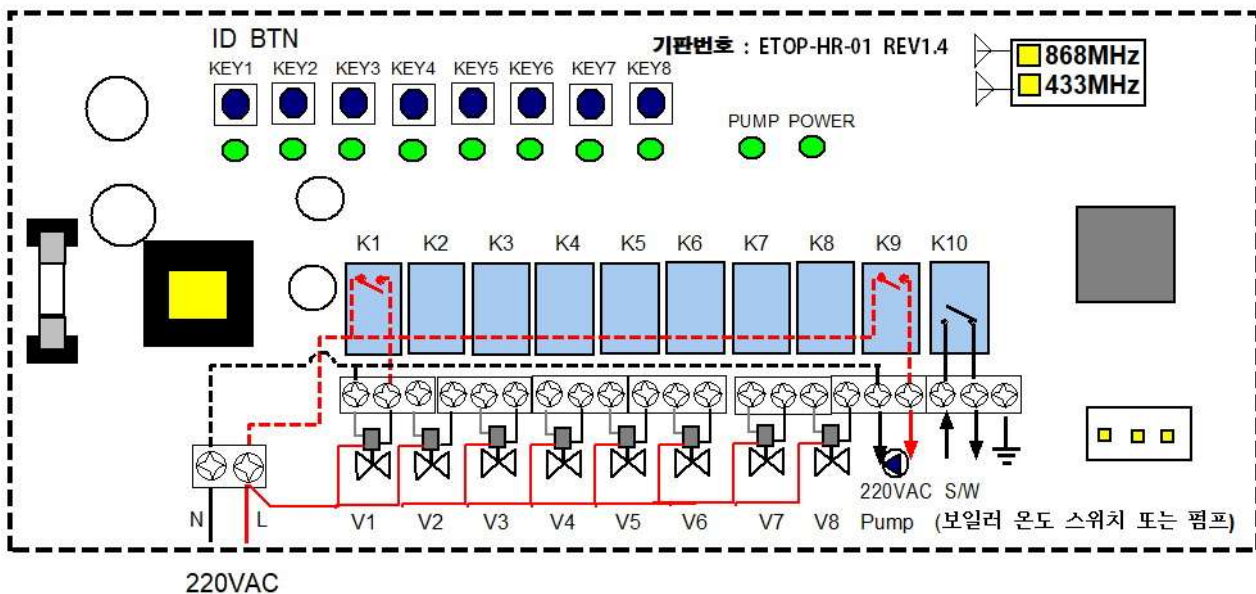 ID BTN
기판번호 : ETOP-HR-01 REV1.4
868MHz
433MHz
KEY1 KEY2 KEY3 KEY4 KEY5 KEY6 KEY7 KEY8
PUMP POWER
K1 K2 K3 K4 K5 K6 K7 K8 K9 K10
220VAC S/W
N L V1 V2 V3 V4 V5 V6 V7 V8 Pump (보일러 온도 스위치 또는 펌프)
220VAC